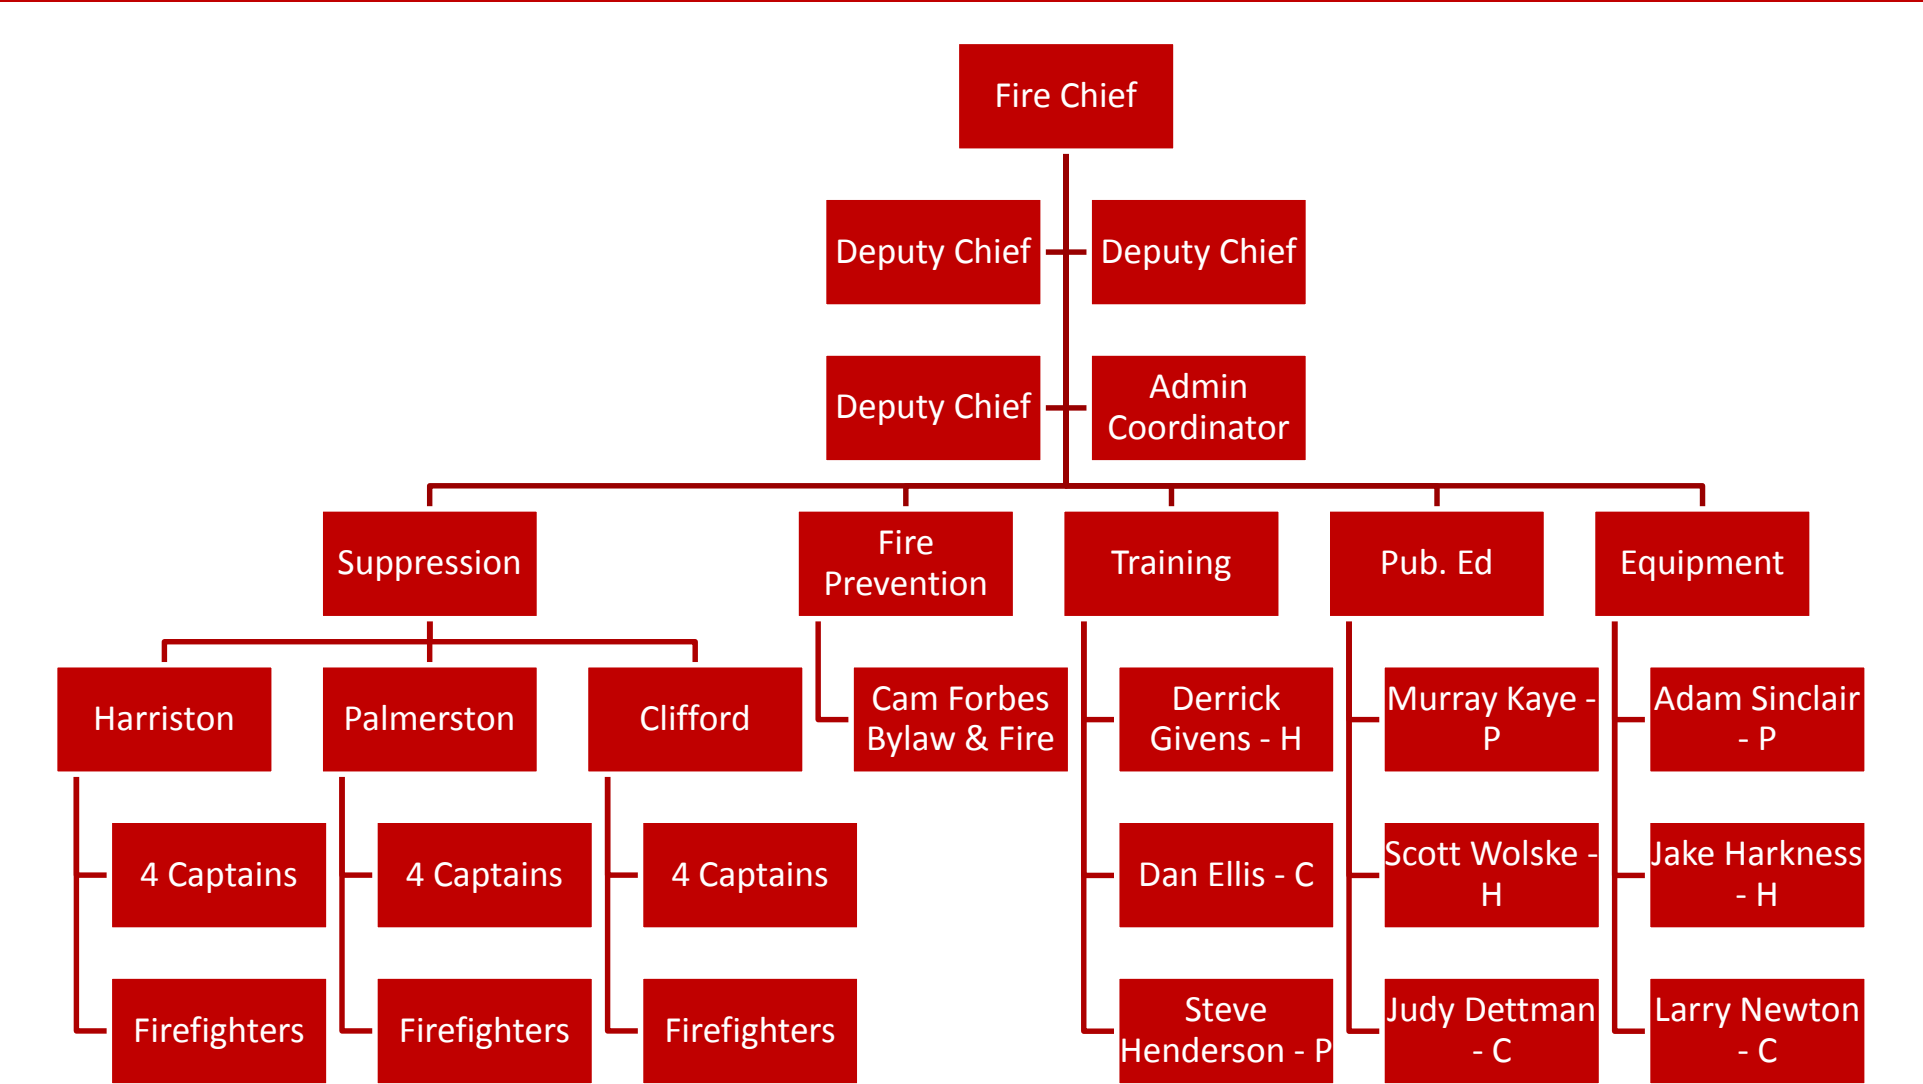 Fire Chief
Deputy Chief
Deputy Chief
Deputy Chief
Admin
Coordinator
Suppression
Fire
Prevention
Training
Pub. Ed
Equipment
Harriston
Palmerston
Clifford
Cam Forbes
Bylaw & Fire
Derrick
Givens - H
Murray Kaye -
P
Adam Sinclair
- P
4 Captains
4 Captains
4 Captains
Dan Ellis - C
Scott Wolske -
H
Jake Harkness
- H
Firefighters
Firefighters
Firefighters
Steve
Henderson - P
Judy Dettman
- C
Larry Newton
- C